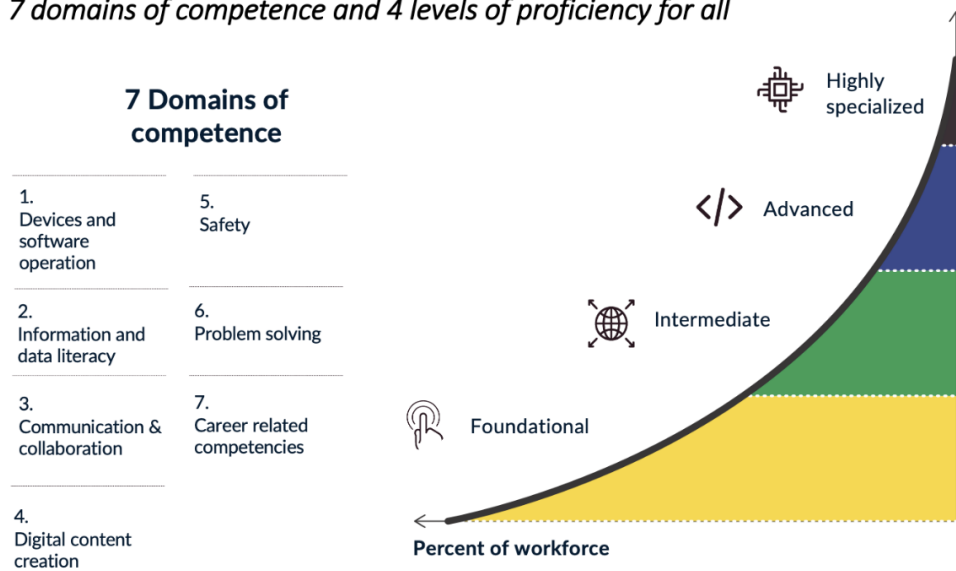 7 domains of competence and 4 levels of proficiency for all
7 Domains of
competence
1.
Devices and
software
operation
2.
Information and
data literacy
3.
Communication &
collaboration
4.
Digital content
creation
5.
Safety
6.
Problem solving
7.
Career related
competencies
Highly
specialized
Advanced
Intermediate
Foundational
Percent of workforce